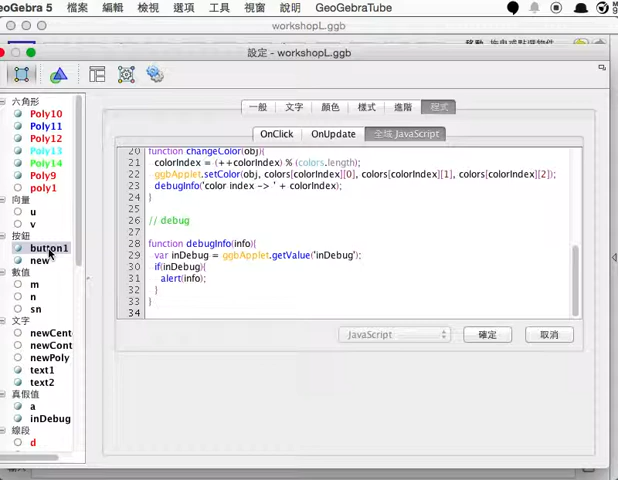 eoGebra 5 檔案 編輯 檢視 選項 工具 視窗 說明 GeoGebraTube
workshopL.ggb
設定 - workshopL.ggb
一般 文字 顏色 樣式 進階 程式
OnClick OnUpdate 全域 JavaScript
六角形
Poly10
Poly11
Poly12
Poly13
Poly14
Poly9
poly1
向量
u
v
按鈕
button1
new
數值
m
n
sn
文字
newCent
newCont
newPoly
text1
text2
真假值
a
inDebug
線段
d
20 function changeColor(obj){
21 colorIndex = (++colorIndex) % (colors.length);
22 ggbApplet.setColor(obj, colors[colorIndex][0], colors[colorIndex][1], colors[colorIndex][2]);
23 debugInfo('color index -> ' + colorIndex);
24 }
25
26 // debug
27
28 function debugInfo(info){
29 var inDebug = ggbApplet.getValue('inDebug');
30 if(inDebug){
31 alert(info);
32 }
33 }
34
JavaScript 確定 取消